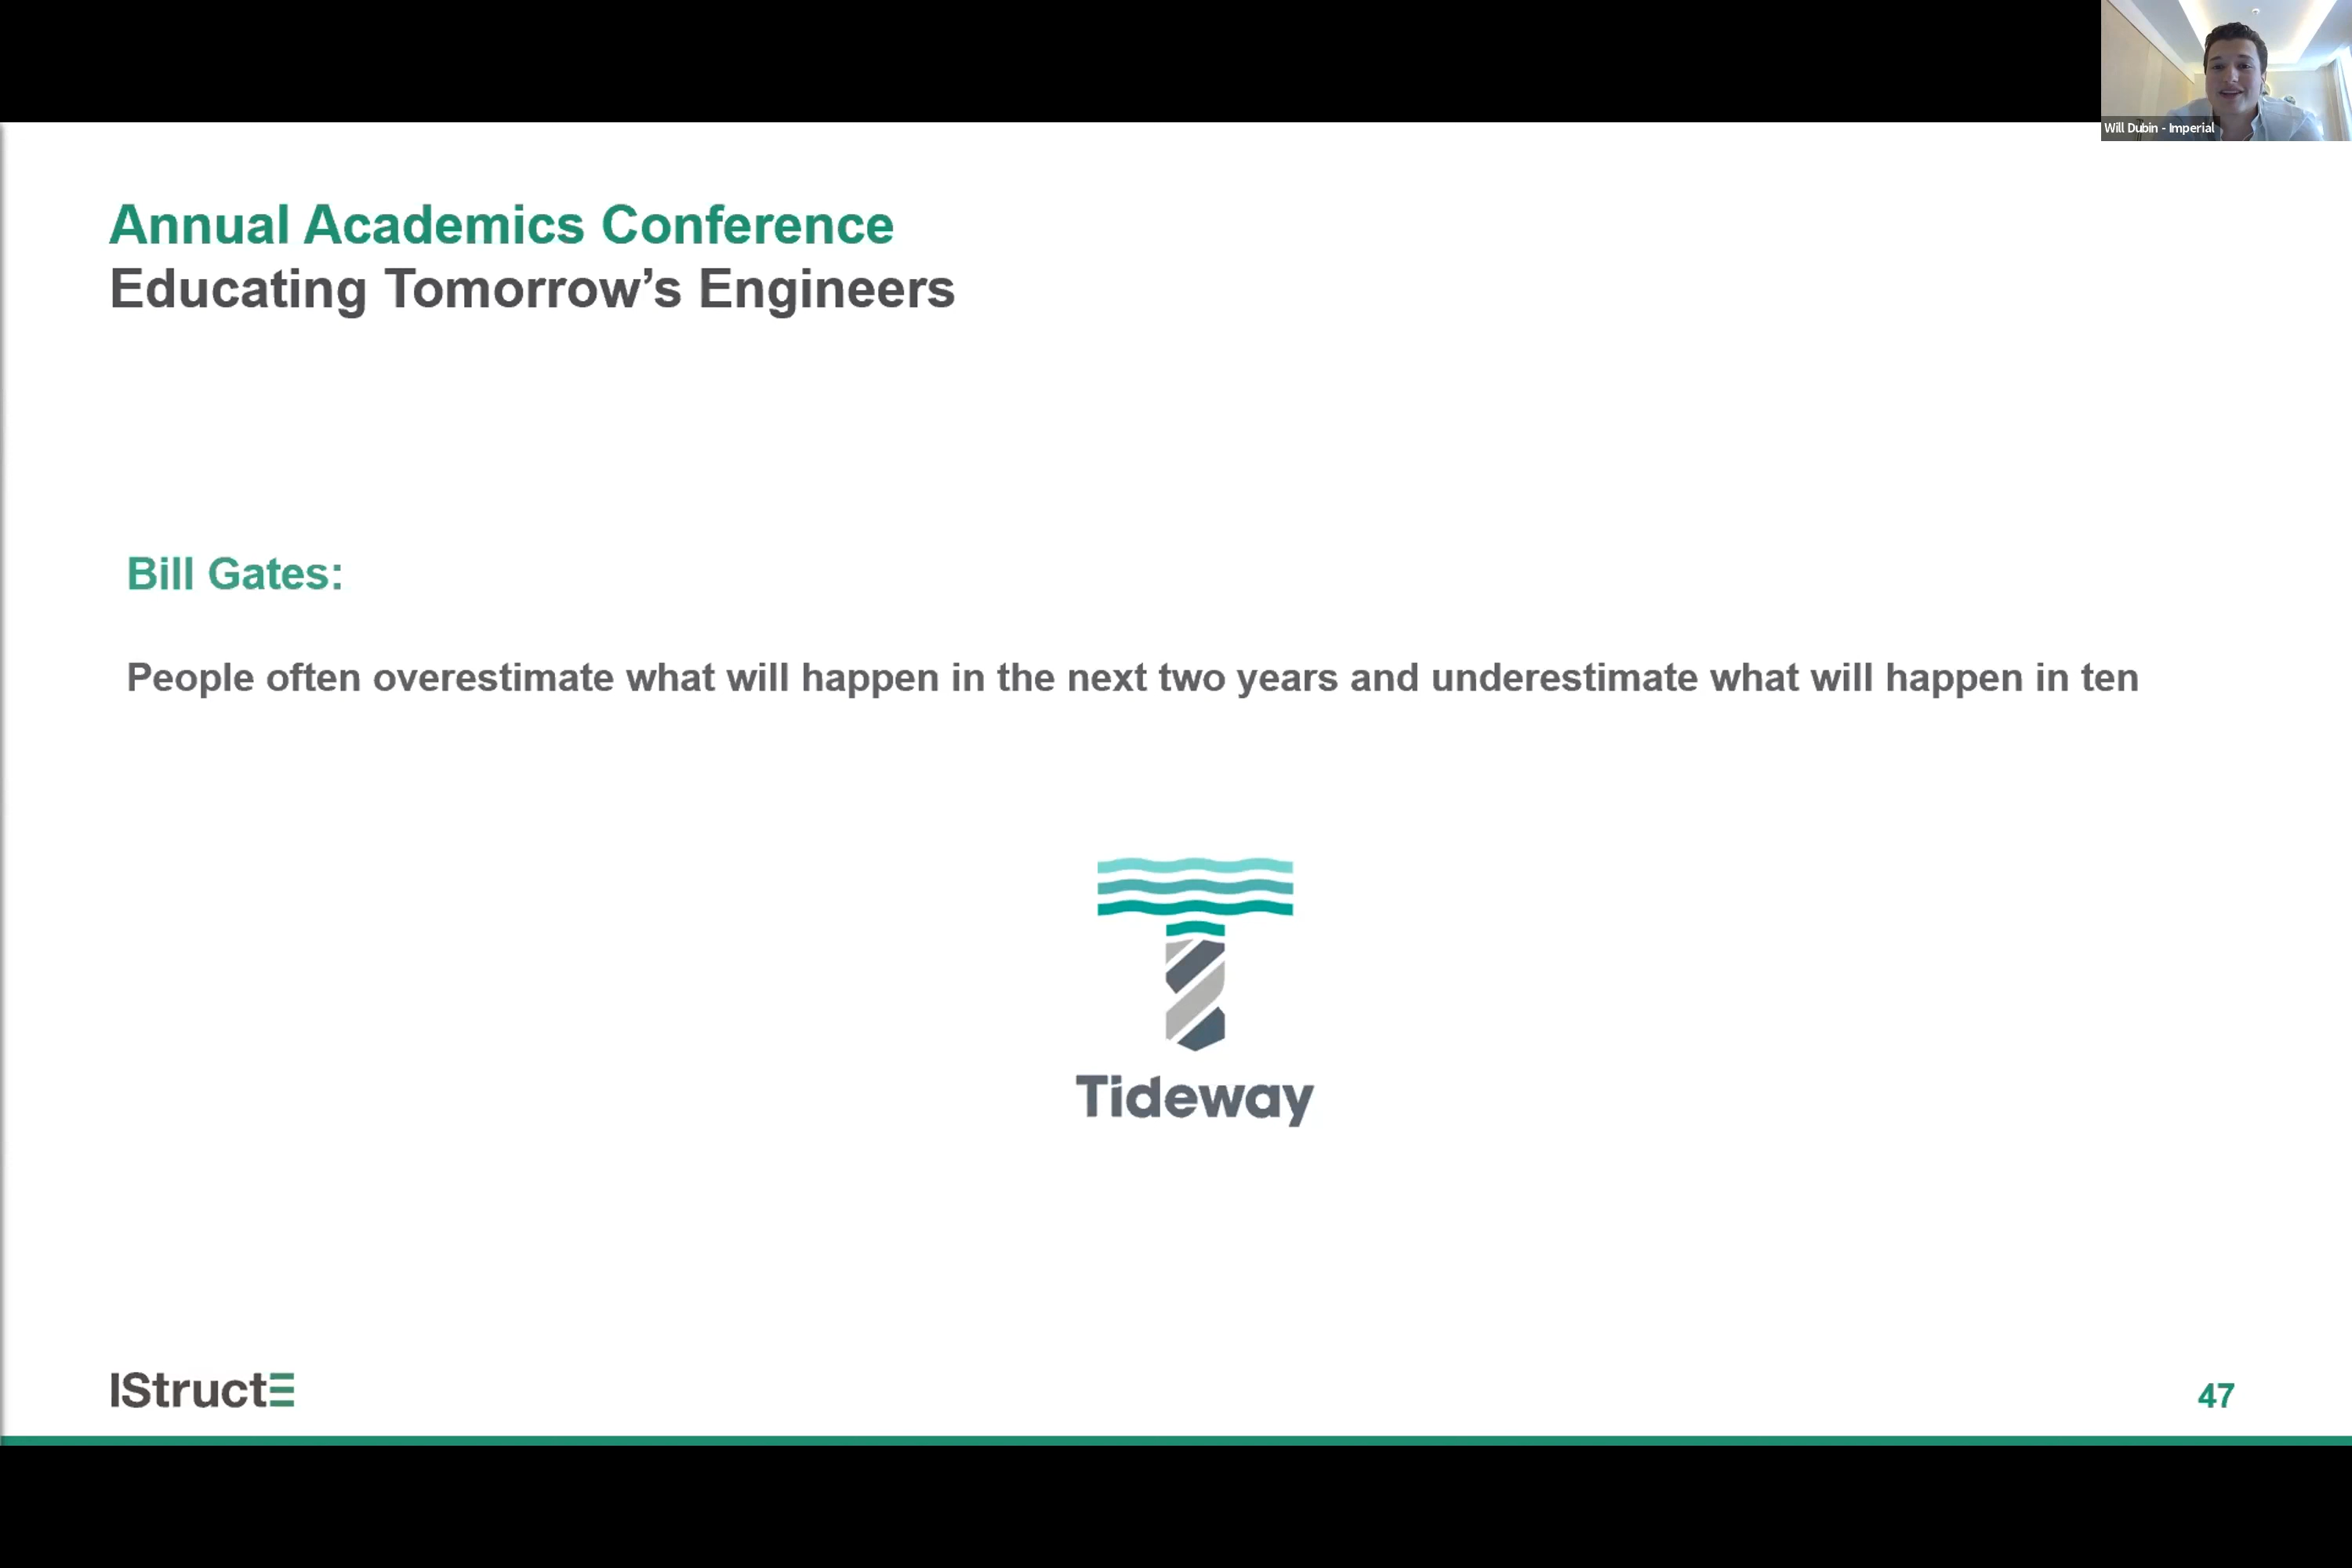 Will Dubin - Imperial
Annual Academics Conference
Educating Tomorrow’s Engineers
Bill Gates:
People often overestimate what will happen in the next two years and underestimate what will happen in ten
Tideway
IStructE
47